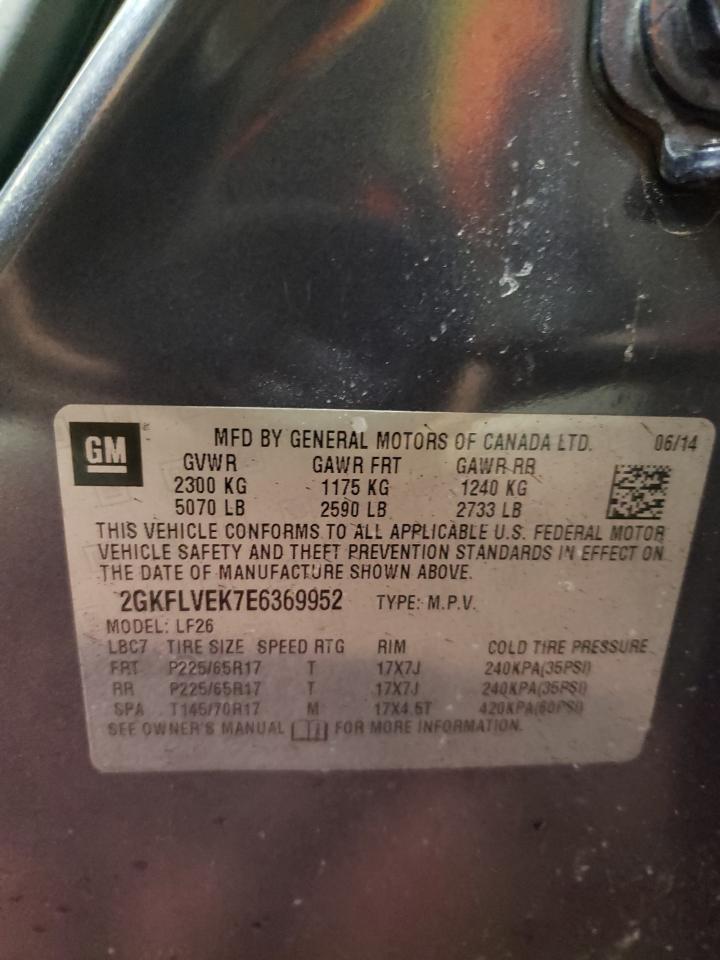 GM
MFD BY GENERAL MOTORS OF CANADA LTD. 06/14
GVWR GAWR FRT GAWR RR
2300 KG 1175 KG 1240 KG
5070 LB 2590 LB 2733 LB
THIS VEHICLE CONFORMS TO ALL APPLICABLE U.S. FEDERAL MOTOR
VEHICLE SAFETY AND THEFT PREVENTION STANDARDS IN EFFECT ON
THE DATE OF MANUFACTURE SHOWN ABOVE.
2GKFLVEK7E6369952 TYPE: M.P.V.
MODEL: LF26
LBC7 TIRE SIZE SPEED RTG RIM COLD TIRE PRESSURE
FRT P225/65R17 T 17X7J 240KPA(35PSI)
RR P225/65R17 T 17X7J 240KPA(35PSI)
SPA T145/70R17 M 17X4.5T 420KPA(60PSI)
SEE OWNER'S MANUAL FOR MORE INFORMATION.